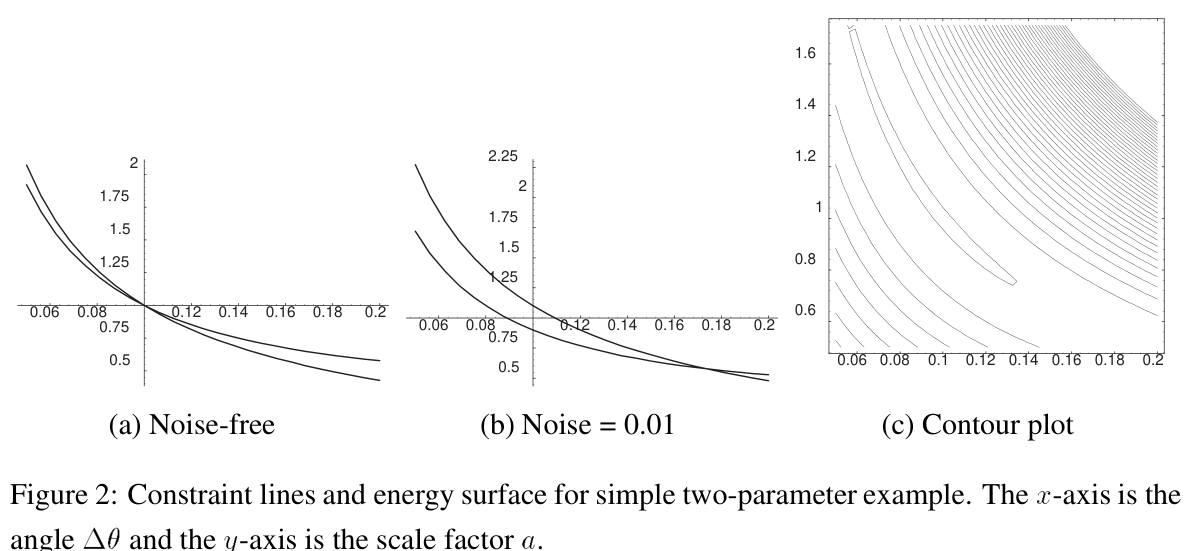 2
1.75
1.5
1.25
0.06 0.08 0.12 0.14 0.16 0.18 0.2
0.75
0.5
(a) Noise-free
2.25
2
1.75
1.5
1.25
0.06 0.08 0.12 0.14 0.16 0.18 0.2
0.75
0.5
(b) Noise = 0.01
1.6
1.4
1.2
1
0.8
0.6
0.06 0.08 0.1 0.12 0.14 0.16 0.18 0.2
(c) Contour plot
Figure 2: Constraint lines and energy surface for simple two-parameter example. The x-axis is the
angle Δθ and the y-axis is the scale factor a.